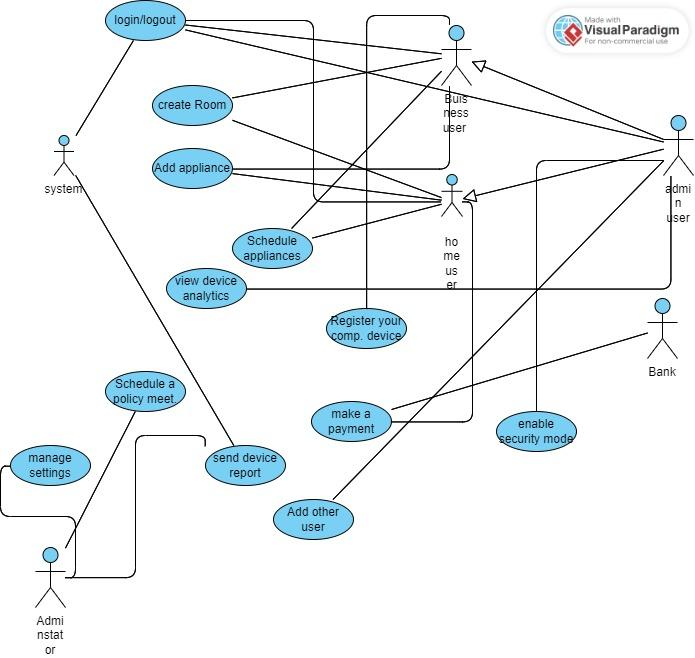 login/logout
Made with
VisualParadigm
For non-commercial use
Buis
ness
user
create Room
Add appliance
system
admi
n
user
Schedule
appliances
ho
me
us
er
view device
analytics
Register your
comp. device
Bank
Schedule a
policy meet.
make a
payment
enable
security mode
manage
settings
send device
report
Add other
user
Admi
nstat
or